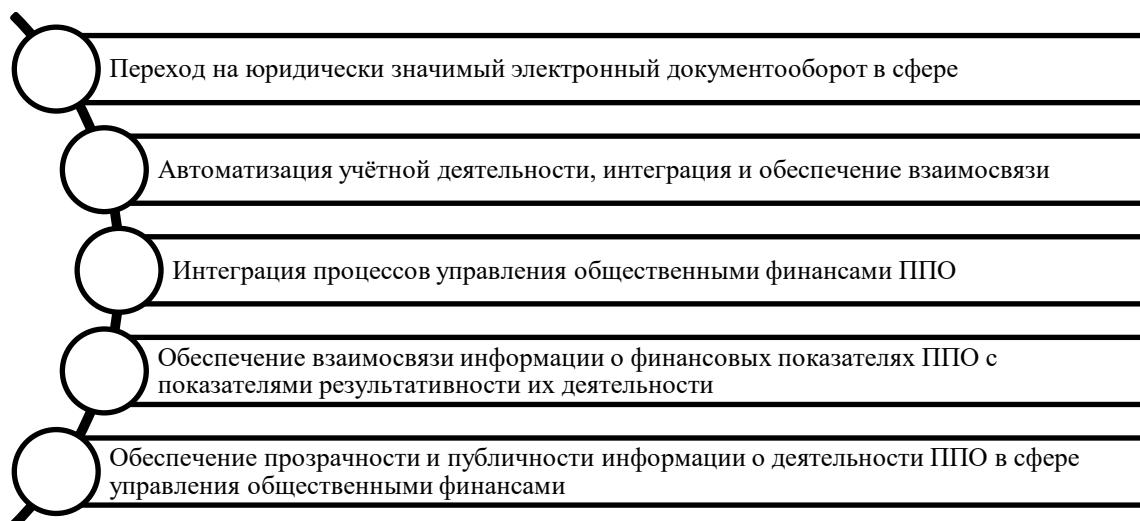 Переход на юридически значимый электронный документооборот в сфере
Автоматизация учётной деятельности, интеграция и обеспечение взаимосвязи
Интеграция процессов управления общественными финансами ППО
Обеспечение взаимосвязи информации о финансовых показателях ППО с
показателями результативности их деятельности
Обеспечение прозрачности и публичности информации о деятельности ППО в сфере
управления общественными финансами